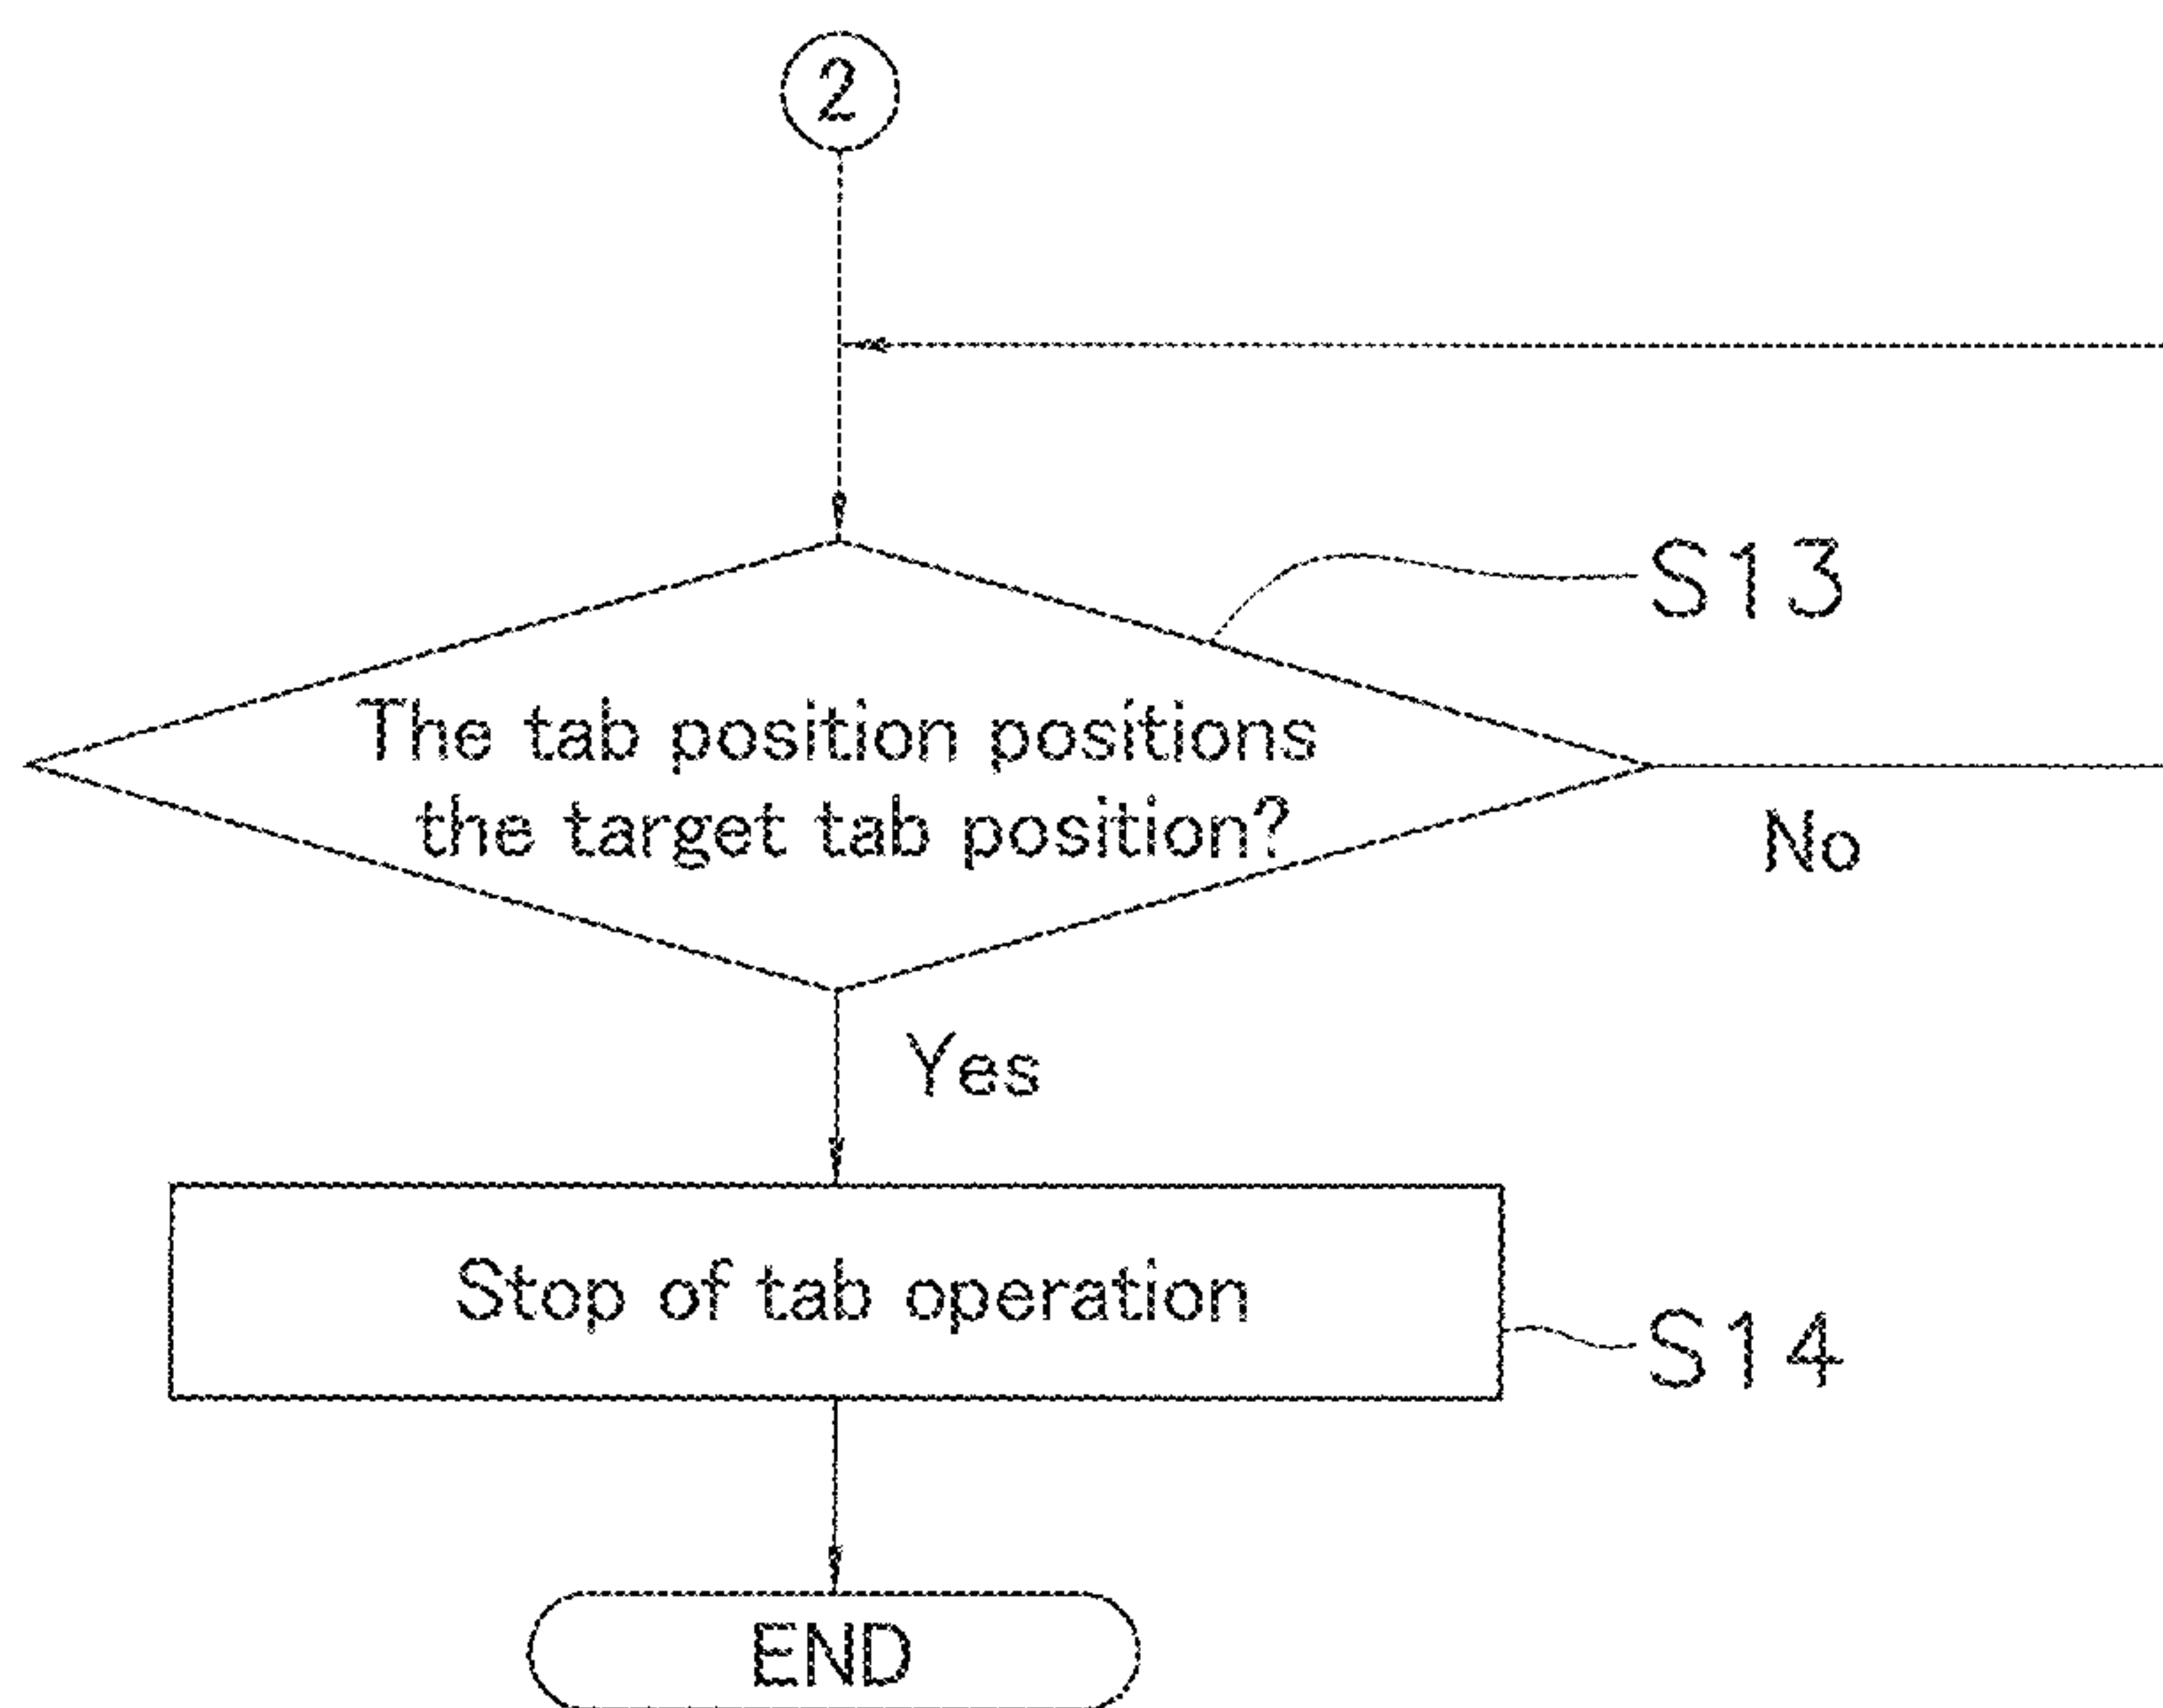 2
S13
The tab position positions
the target tab position?
No
Yes
Stop of tab operation
S14
END